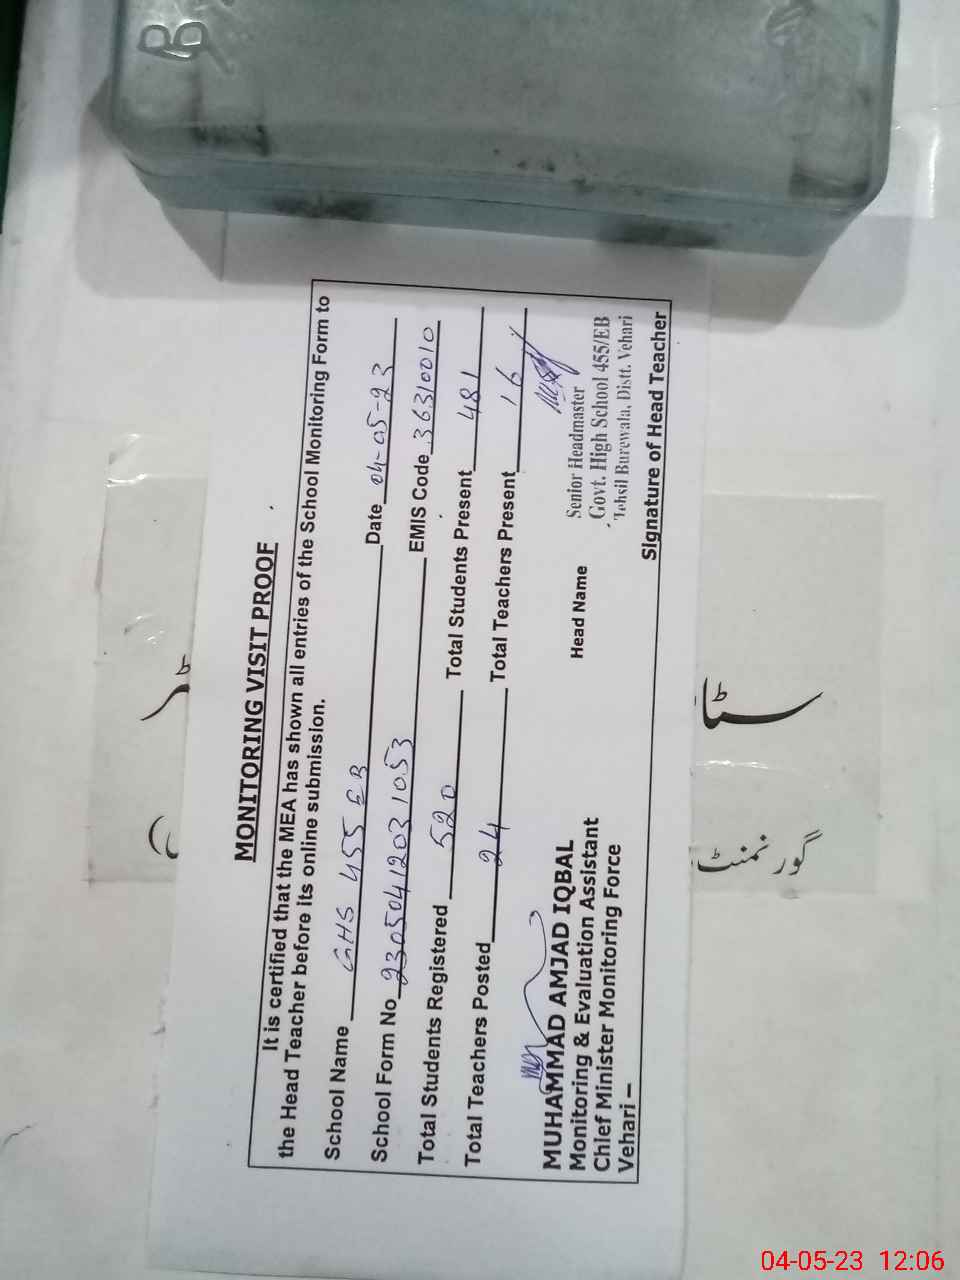 MONITORING VISIT PROOF
It is certified that the MEA has shown all entries of the School Monitoring Form to
the Head Teacher before its online submission.
School Name GHS 455 EB Date 04-05-23
School Form No 2305041203 1053 EMIS Code 36310010
Total Students Registered 520 Total Students Present 481
Total Teachers Posted 24 Total Teachers Present 16
MUHAMMAD AMJAD IQBAL
Monitoring & Evaluation Assistant
Chief Minister Monitoring Force
Vehari –
Head Name
Senior Headmaster
Govt. High School 455/EB
Tehsil Burewala, Distt. Vehari
Signature of Head Teacher
گورنمنٹ
04-05-23 12:06